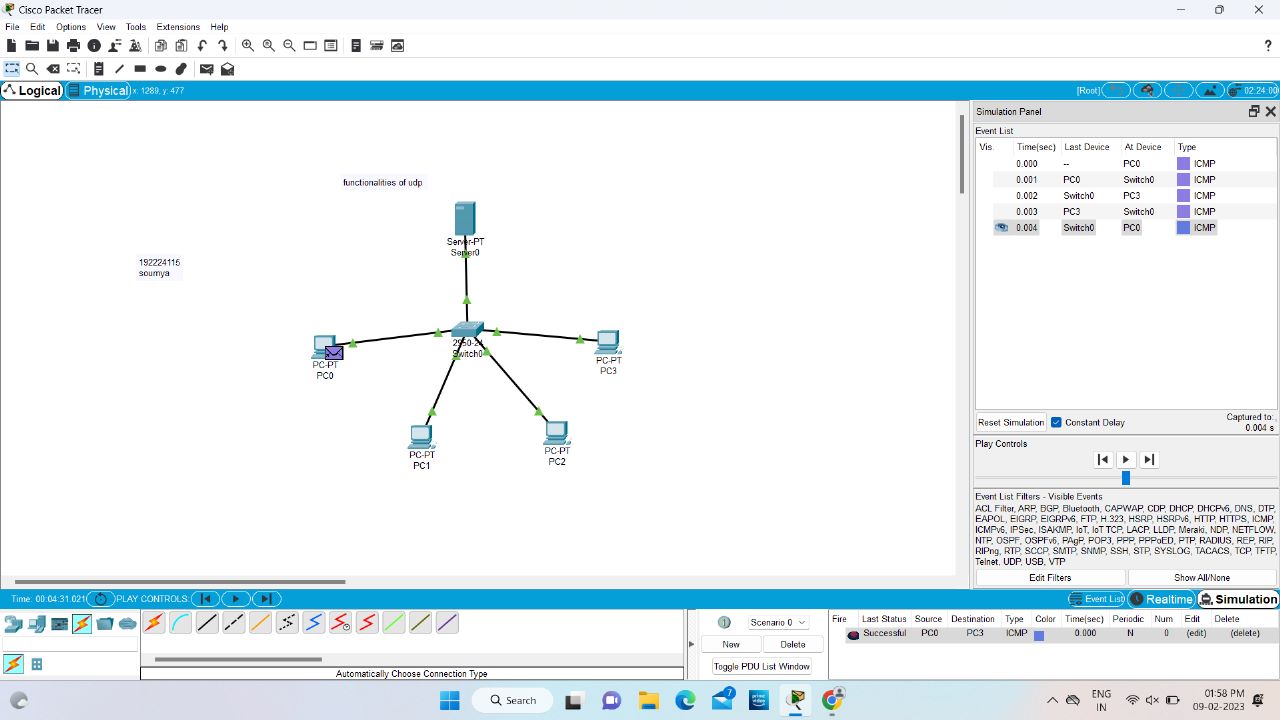 Cisco Packet Tracer
File Edit Options View Tools Extensions Help
?
Logical Physical x: 1289, y: 477 [Root] 02:24:00
functionalities of udp
Server-PT
Server0
192224115
soumya
2950-24
Switch0
PC-PT
PC0
PC-PT
PC3
PC-PT
PC1
PC-PT
PC2
Simulation Panel
Event List
Vis. Time(sec) Last Device At Device Type
0.000 -- PC0 ICMP
0.001 PC0 Switch0 ICMP
0.002 Switch0 PC3 ICMP
0.003 PC3 Switch0 ICMP
0.004 Switch0 PC0 ICMP
Reset Simulation Constant Delay Captured to:
0.004 s
Play Controls
Event List Filters - Visible Events
ACL Filter, ARP, BGP, Bluetooth, CAPWAP, CDP, DHCP, DHCPv6, DNS, DTP,
EAPOL, EIGRP, EIGRPv6, FTP, H.323, HSRP, HSRPv6, HTTP, HTTPS, ICMP,
ICMPv6, IPSec, ISAKMP, IoT, IoT TCP, LACP, LLDP, Meraki, NDP, NETFLOW,
NTP, OSPF, OSPFv6, PAgP, POP3, PPP, PPPoED, PTP, RADIUS, REP, RIP,
RIPng, RTP, SCCP, SMTP, SNMP, SSH, STP, SYSLOG, TACACS, TCP, TFTP,
Telnet, UDP, USB, VTP
Edit Filters Show All/None
Time: 00:04:31.021 PLAY CONTROLS: Event List Realtime Simulation
Automatically Choose Connection Type
Scenario 0
New Delete
Toggle PDU List Window
Fire Last Status Source Destination Type Color Time(sec) Periodic Num Edit Delete
Successful PC0 PC3 ICMP 0.000 N 0 (edit) (delete)
Search
7
prime video
ENG
IN
01:58 PM
09-02-2023